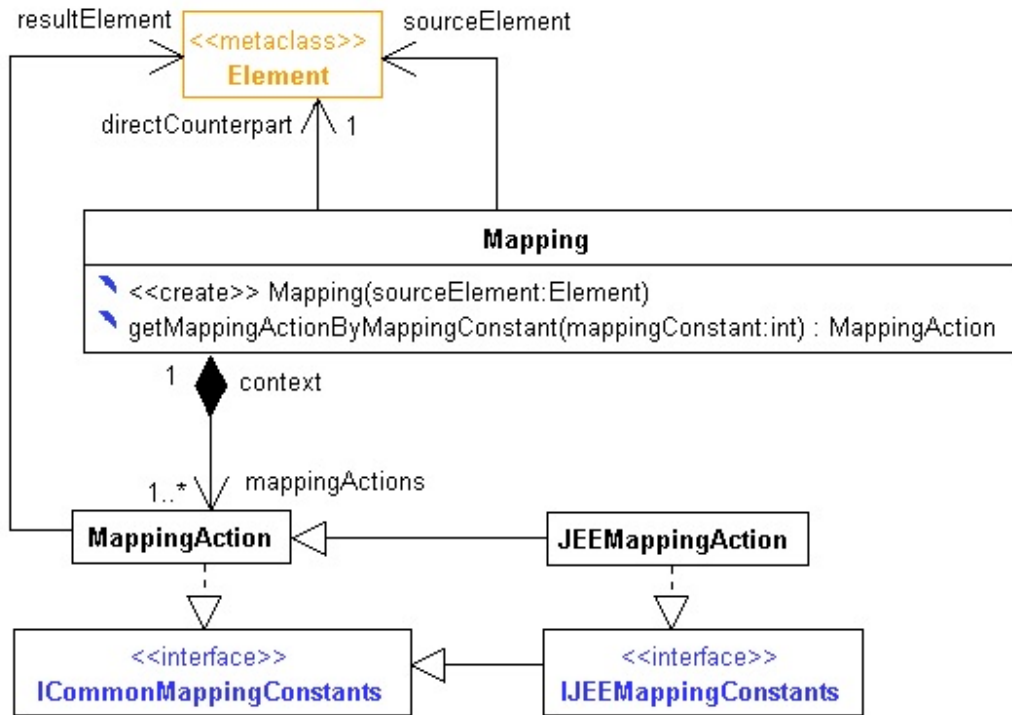 resultElement
<<metaclass>>
Element
sourceElement
directCounterpart
1
Mapping
<<create>> Mapping(sourceElement:Element)
getMappingActionByMappingConstant(mappingConstant:int) : MappingAction
1
context
1..*
mappingActions
MappingAction
JEEMappingAction
<<interface>>
ICommonMappingConstants
<<interface>>
IJEEMappingConstants